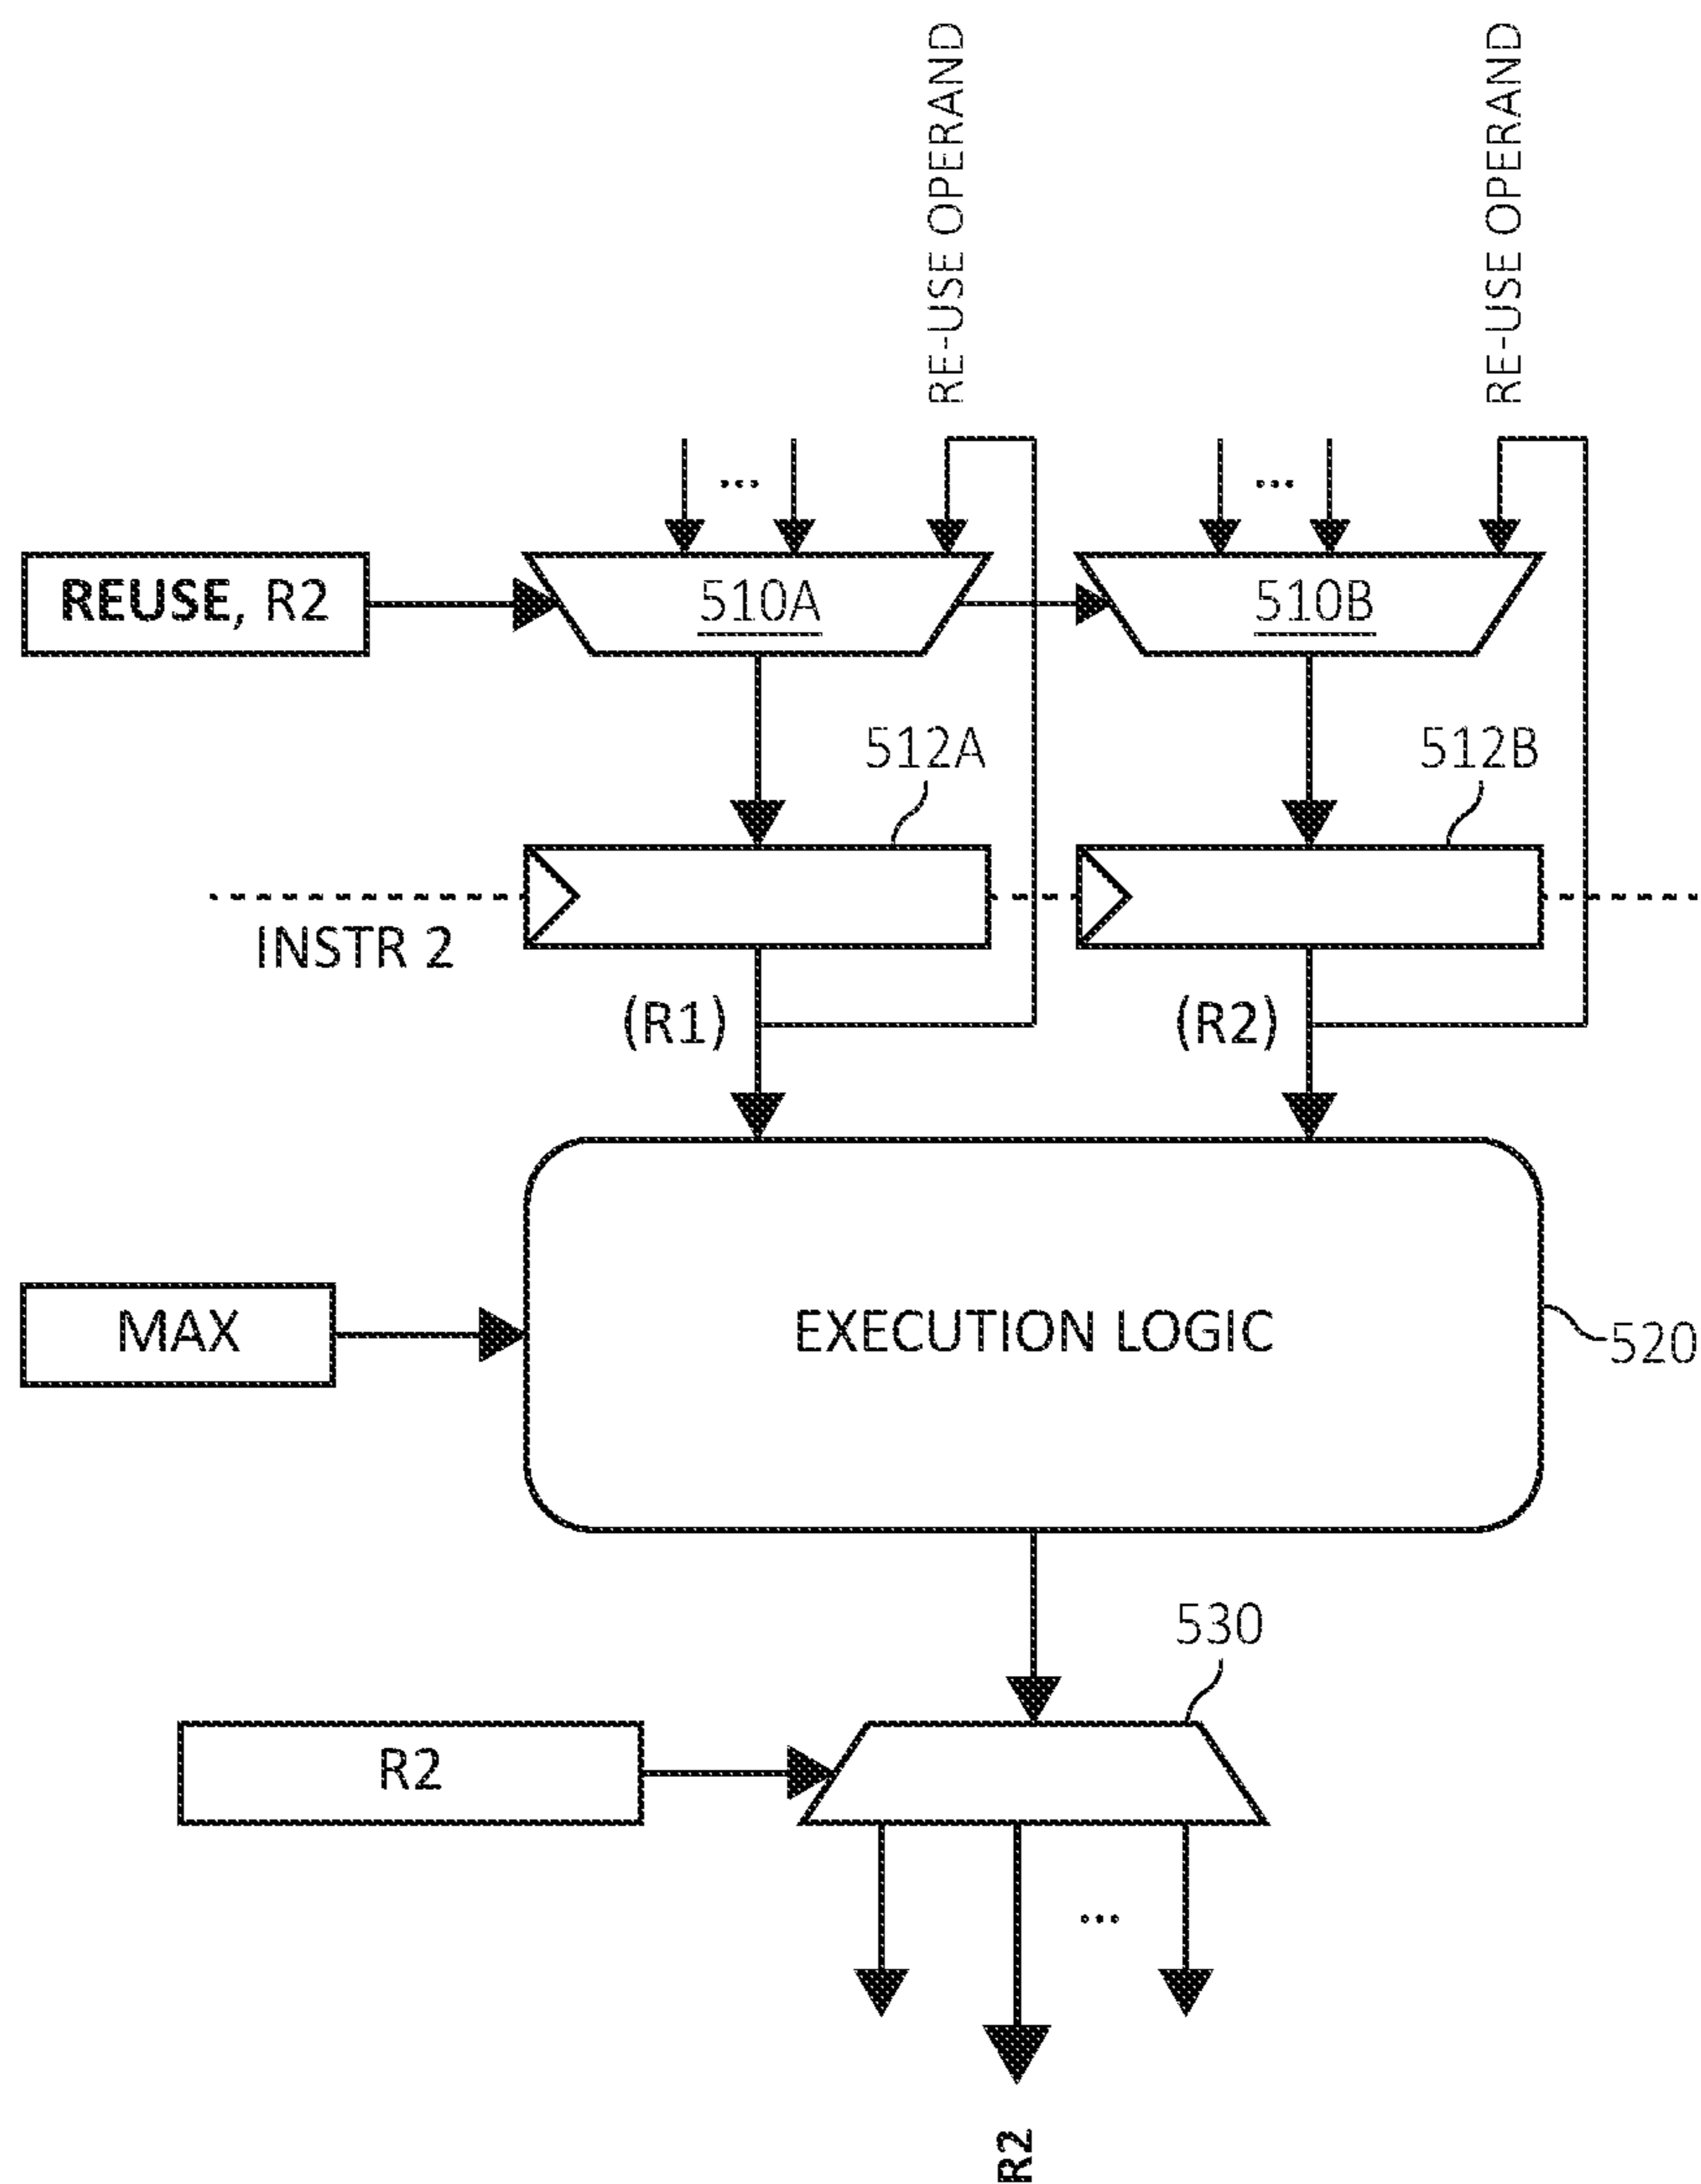 RE-USE OPERAND
RE-USE OPERAND
...
...
REUSE, R2
510A
510B
512A
512B
INSTR 2
(R1)
(R2)
MAX
EXECUTION LOGIC
520
530
R2
...
R2